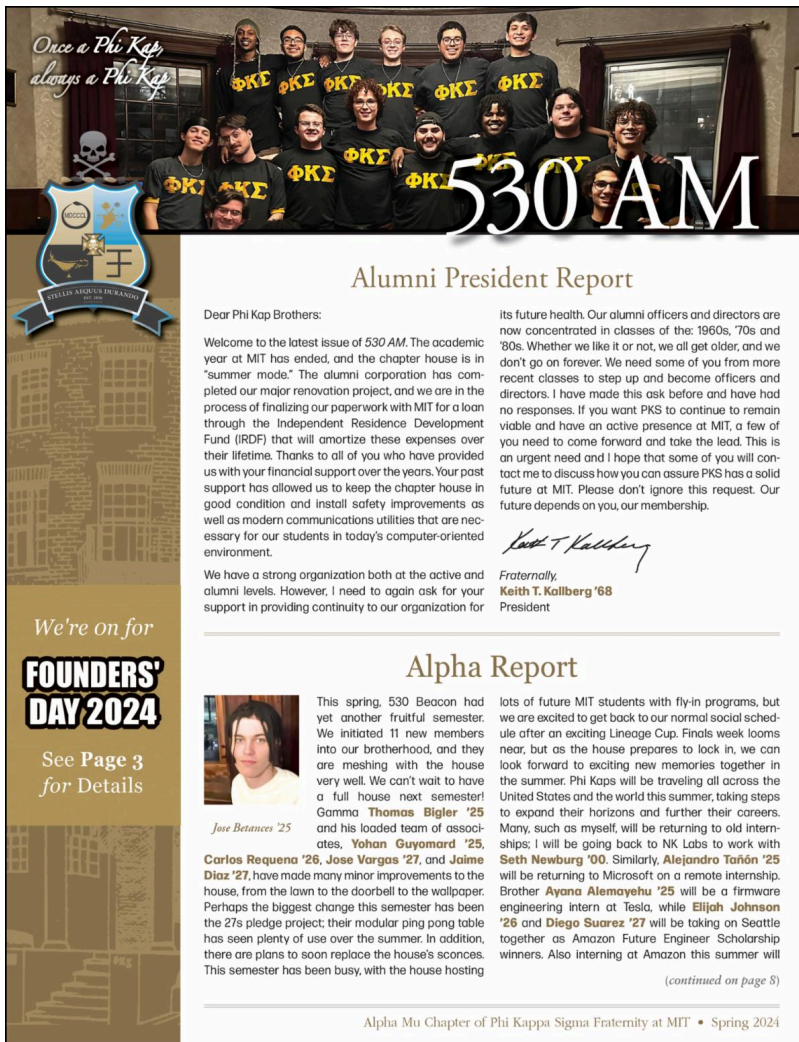 Once a Phi Kap,
always a Phi Kap
ΦΚΣ ΦΚΣ ΦΚΣ ΦΚΣ ΦΚΣ ΦΚΣ
ΦΚΣ ΦΚΣ ΦΚΣ ΦΚΣ
530 AM
MDCCCL
STELLIS AEQUUS DURANDO
Alumni President Report
Dear Phi Kap Brothers:
Welcome to the latest issue of 530 AM. The academic
year at MIT has ended, and the chapter house is in
“summer mode.” The alumni corporation has com-
pleted our major renovation project, and we are in the
process of finalizing our paperwork with MIT for a loan
through the Independent Residence Development
Fund (IRDF) that will amortize these expenses over
their lifetime. Thanks to all of you who have provided
us with your financial support over the years. Your past
support has allowed us to keep the chapter house in
good condition and install safety improvements as
well as modern communications utilities that are nec-
essary for our students in today’s computer-oriented
environment.
We have a strong organization both at the active and
alumni levels. However, I need to again ask for your
support in providing continuity to our organization for
its future health. Our alumni officers and directors are
now concentrated in classes of the: 1960s, ’70s and
’80s. Whether we like it or not, we all get older, and we
don’t go on forever. We need some of you from more
recent classes to step up and become officers and
directors. I have made this ask before and have had
no responses. If you want PKS to continue to remain
viable and have an active presence at MIT, a few of
you need to come forward and take the lead. This is
an urgent need and I hope that some of you will con-
tact me to discuss how you can assure PKS has a solid
future at MIT. Please don’t ignore this request. Our
future depends on you, our membership.
Keith T Kallberg
Fraternally,
Keith T. Kallberg ’68
President
We're on for
FOUNDERS'
DAY 2024
See Page 3
for Details
Alpha Report
Jose Betances ’25
This spring, 530 Beacon had
yet another fruitful semester.
We initiated 11 new members
into our brotherhood, and they
are meshing with the house
very well. We can’t wait to have
a full house next semester!
Gamma Thomas Bigler ’25
and his loaded team of associ-
ates, Yohan Guyomard ’25,
Carlos Requena ’26, Jose Vargas ’27, and Jaime
Diaz ’27, have made many minor improvements to the
house, from the lawn to the doorbell to the wallpaper.
Perhaps the biggest change this semester has been
the 27s pledge project; their modular ping pong table
has seen plenty of use over the summer. In addition,
there are plans to soon replace the house’s sconces.
This semester has been busy, with the house hosting
lots of future MIT students with fly-in programs, but
we are excited to get back to our normal social sched-
ule after an exciting Lineage Cup. Finals week looms
near, but as the house prepares to lock in, we can
look forward to exciting new memories together in
the summer. Phi Kaps will be traveling all across the
United States and the world this summer, taking steps
to expand their horizons and further their careers.
Many, such as myself, will be returning to old intern-
ships; I will be going back to NK Labs to work with
Seth Newburg ’00. Similarly, Alejandro Tañón ’25
will be returning to Microsoft on a remote internship.
Brother Ayana Alemayehu ’25 will be a firmware
engineering intern at Tesla, while Elijah Johnson
’26 and Diego Suarez ’27 will be taking on Seattle
together as Amazon Future Engineer Scholarship
winners. Also interning at Amazon this summer will
(continued on page 8)
Alpha Mu Chapter of Phi Kappa Sigma Fraternity at MIT • Spring 2024